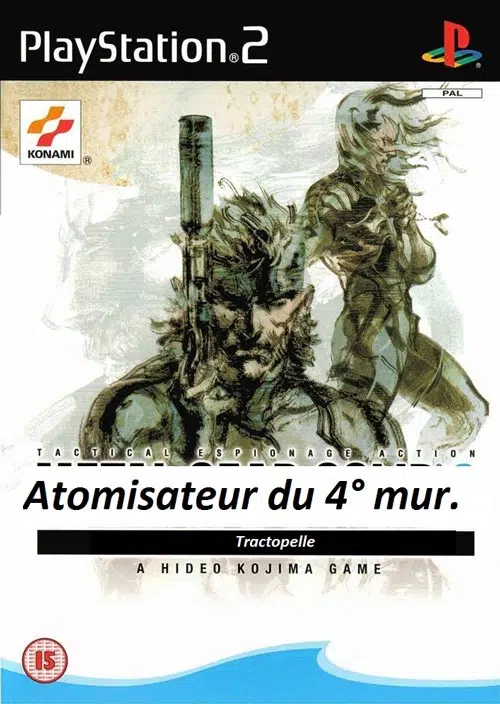 PlayStation®2
PAL
KONAMI®
TACTICAL ESPIONAGE ACTION
Atomisateur du 4° mur.
Tractopelle
A HIDEO KOJIMA GAME
15